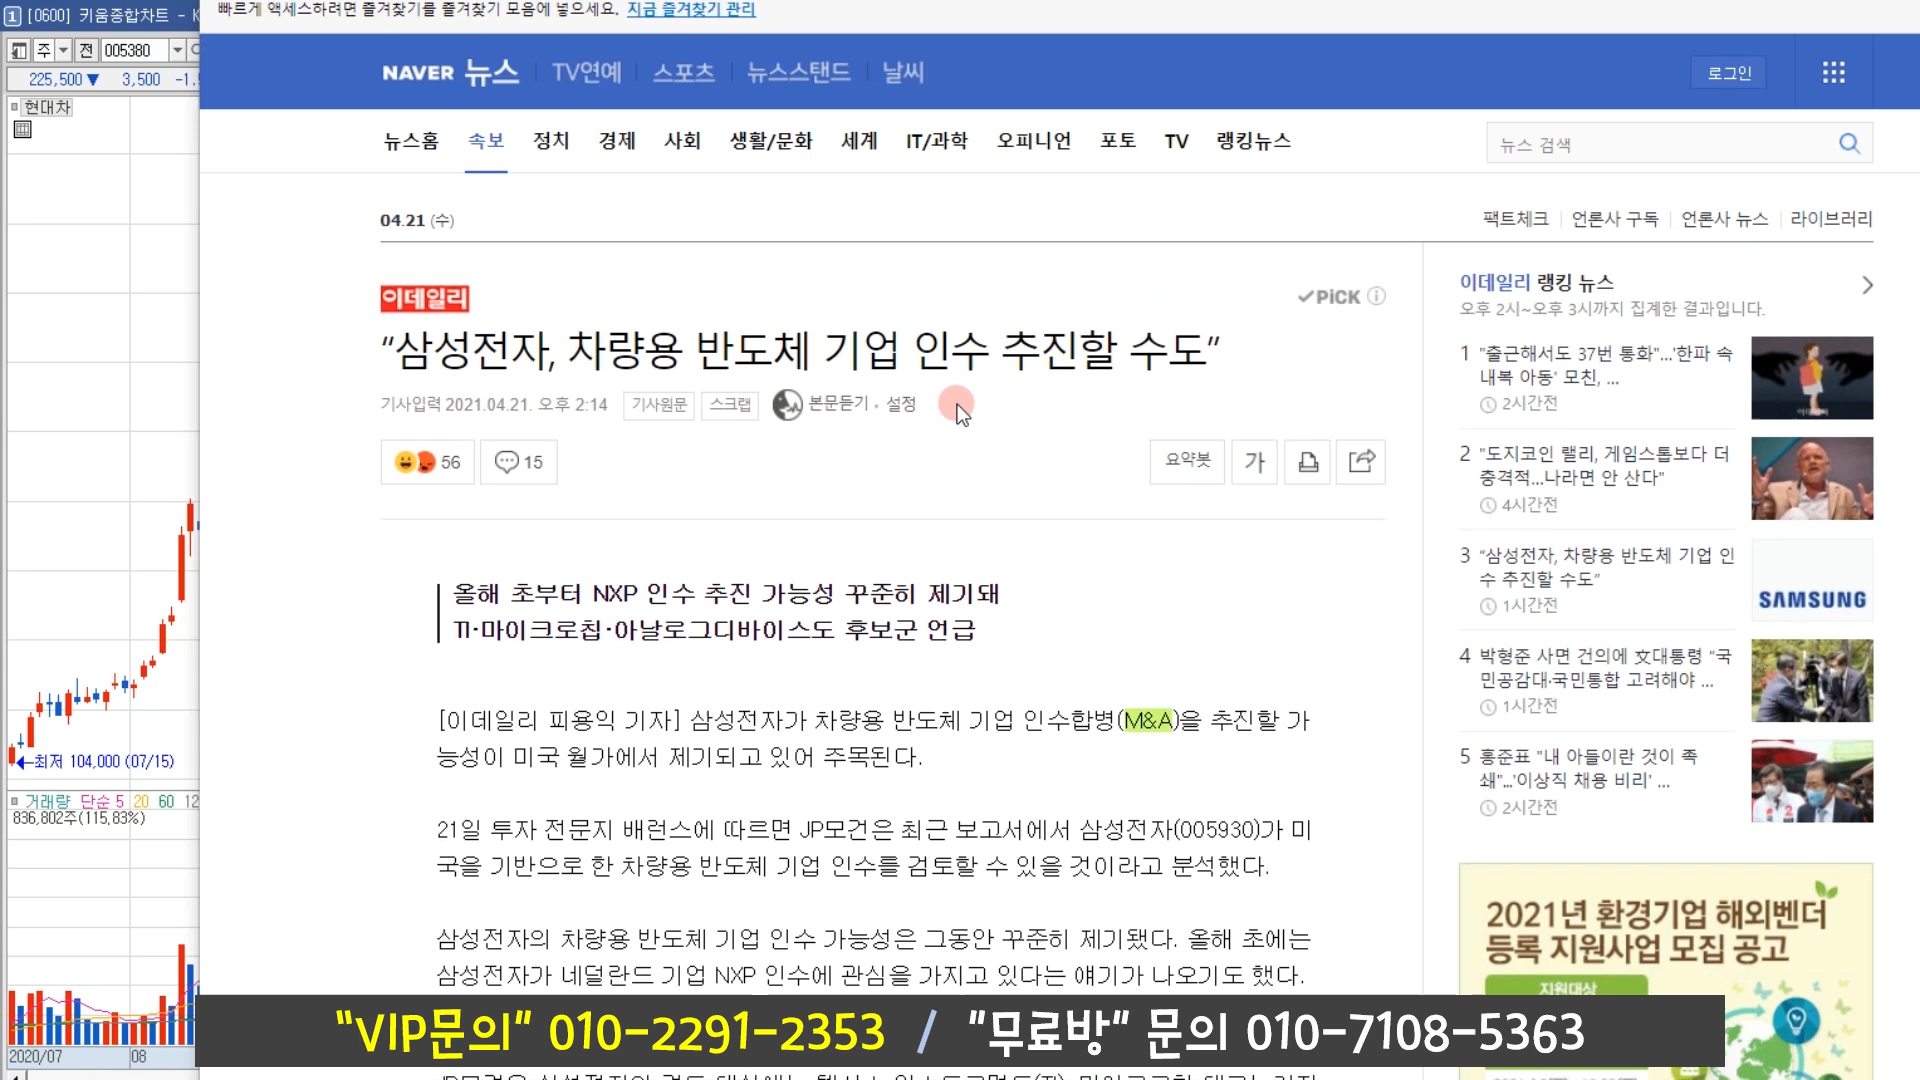 빠르게 액세스하려면 즐겨찾기를 즐겨찾기 모음에 넣으세요. 지금 즐겨찾기 관리
1 [0600] 키움종합차트 -
주 전 005380
225,500 ▼ 3,500
현대차
최저 104,000 (07/15)
거래량 단순 5 20 60 12
836,802주(115,83%)
2020/07 08
NAVER 뉴스 TV연예 스포츠 뉴스스탠드 날씨 로그인
뉴스홈 속보 정치 경제 사회 생활/문화 세계 IT/과학 오피니언 포토 TV 랭킹뉴스
뉴스 검색
04.21 (수)
팩트체크 언론사 구독 언론사 뉴스 라이브러리
이데일리
PiCK
“삼성전자, 차량용 반도체 기업 인수 추진할 수도”
기사입력 2021.04.21. 오후 2:14 기사원문 스크랩 본문듣기 · 설정
56 15 요약봇 가
올해 초부터 NXP 인수 추진 가능성 꾸준히 제기돼
TI·마이크로칩·아날로그디바이스도 후보군 언급
[이데일리 피용익 기자] 삼성전자가 차량용 반도체 기업 인수합병(M&A)을 추진할 가
능성이 미국 월가에서 제기되고 있어 주목된다.
21일 투자 전문지 배런스에 따르면 JP모건은 최근 보고서에서 삼성전자(005930)가 미
국을 기반으로 한 차량용 반도체 기업 인수를 검토할 수 있을 것이라고 분석했다.
삼성전자의 차량용 반도체 기업 인수 가능성은 그동안 꾸준히 제기됐다. 올해 초에는
삼성전자가 네덜란드 기업 NXP 인수에 관심을 가지고 있다는 얘기가 나오기도 했다.
이데일리 랭킹 뉴스
오후 2시~오후 3시까지 집계한 결과입니다.
1 "출근해서도 37번 통화"...'한파 속
내복 아동' 모친, ...
2시간전
2 "도지코인 랠리, 게임스톱보다 더
충격적...나라면 안 산다"
4시간전
3 “삼성전자, 차량용 반도체 기업 인
수 추진할 수도”
1시간전
SAMSUNG
4 박형준 사면 건의에 文대통령 “국
민공감대·국민통합 고려해야 ...
1시간전
5 홍준표 "내 아들이란 것이 족
쇄"...'이상직 채용 비리' ...
2시간전
2021년 환경기업 해외벤더
등록 지원사업 모집 공고
지원대상
"VIP문의" 010-2291-2353 / "무료방" 문의 010-7108-5363